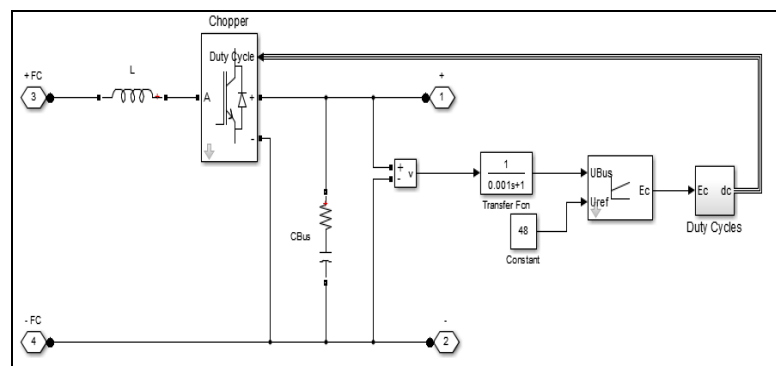 Chopper
Duty Cycle
+ FC
L
3
A
+
-
+
1
+
-
v
1
0.001s+1
Transfer Fcn
UBus
Uref
Ec
Ec
dc
Duty Cycles
48
Constant
CBus
- FC
4
-
2